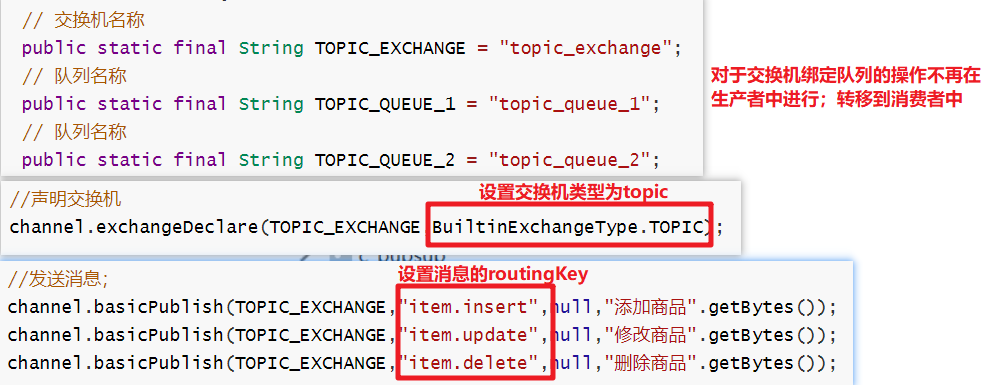 // 交换机名称
public static final String TOPIC_EXCHANGE = "topic_exchange";
// 队列名称
public static final String TOPIC_QUEUE_1 = "topic_queue_1";
// 队列名称
public static final String TOPIC_QUEUE_2 = "topic_queue_2";
对于交换机绑定队列的操作不再在
生产者中进行；转移到消费者中
设置交换机类型为topic
//声明交换机
channel.exchangeDeclare(TOPIC_EXCHANGE BuiltinExchangeType.TOPIC);
设置消息的routingKey
//发送消息；
channel.basicPublish(TOPIC_EXCHANGE,"item.insert",null,"添加商品".getBytes());
channel.basicPublish(TOPIC_EXCHANGE,"item.update",null,"修改商品".getBytes());
channel.basicPublish(TOPIC_EXCHANGE,"item.delete",null,"删除商品".getBytes());